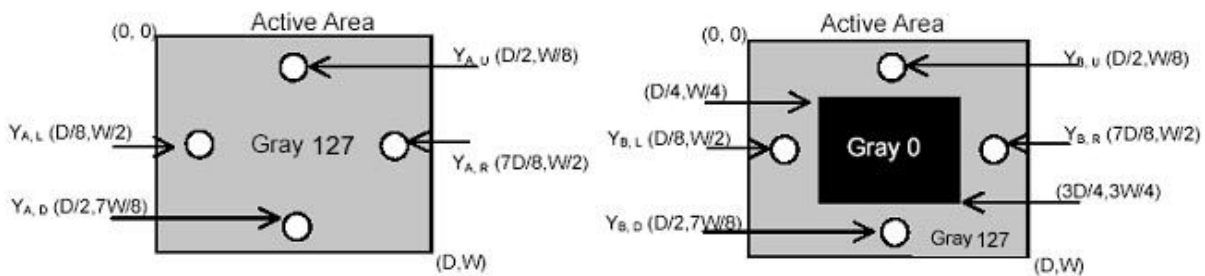 Active Area
(0, 0)
Y_A,U (D/2,W/8)
Y_A,L (D/8,W/2)
Gray 127
Y_A,R (7D/8,W/2)
Y_A,D (D/2,7W/8)
(D,W)
Active Area
(0, 0)
Y_B,U (D/2,W/8)
(D/4,W/4)
Y_B,L (D/8,W/2)
Gray 0
Y_B,R (7D/8,W/2)
(3D/4,3W/4)
Y_B,D (D/2,7W/8)
Gray 127
(D,W)